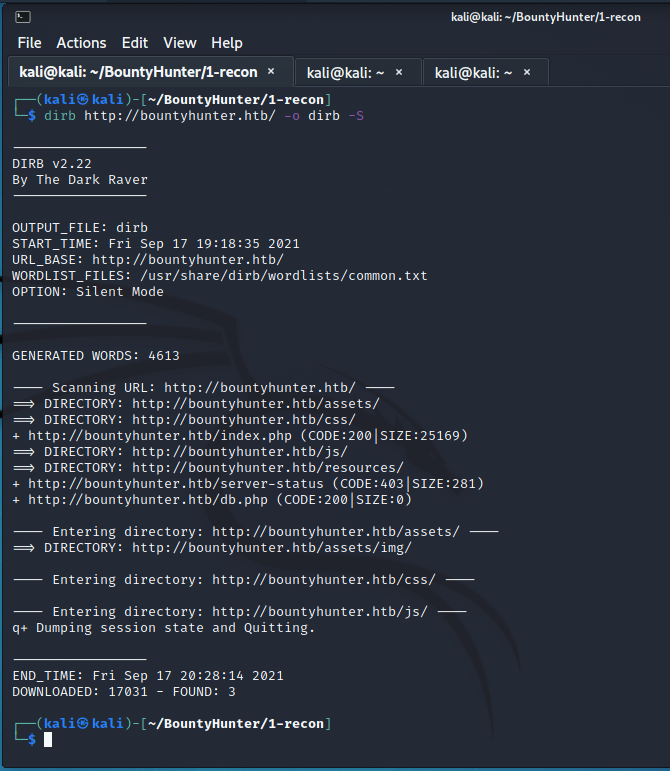 kali@kali: ~/BountyHunter/1-recon
File Actions Edit View Help
kali@kali: ~/BountyHunter/1-recon × kali@kali: ~ × kali@kali: ~ ×
┌──(kali㉿kali)-[~/BountyHunter/1-recon]
└─$ dirb http://bountyhunter.htb/ -o dirb -S
-----------------
DIRB v2.22
By The Dark Raver
-----------------
OUTPUT_FILE: dirb
START_TIME: Fri Sep 17 19:18:35 2021
URL_BASE: http://bountyhunter.htb/
WORDLIST_FILES: /usr/share/dirb/wordlists/common.txt
OPTION: Silent Mode
-----------------
GENERATED WORDS: 4613
---- Scanning URL: http://bountyhunter.htb/ ----
==> DIRECTORY: http://bountyhunter.htb/assets/
==> DIRECTORY: http://bountyhunter.htb/css/
+ http://bountyhunter.htb/index.php (CODE:200|SIZE:25169)
==> DIRECTORY: http://bountyhunter.htb/js/
==> DIRECTORY: http://bountyhunter.htb/resources/
+ http://bountyhunter.htb/server-status (CODE:403|SIZE:281)
+ http://bountyhunter.htb/db.php (CODE:200|SIZE:0)
---- Entering directory: http://bountyhunter.htb/assets/ ----
==> DIRECTORY: http://bountyhunter.htb/assets/img/
---- Entering directory: http://bountyhunter.htb/css/ ----
---- Entering directory: http://bountyhunter.htb/js/ ----
q+ Dumping session state and Quitting.
-----------------
END_TIME: Fri Sep 17 20:28:14 2021
DOWNLOADED: 17031 - FOUND: 3
┌──(kali㉿kali)-[~/BountyHunter/1-recon]
└─$